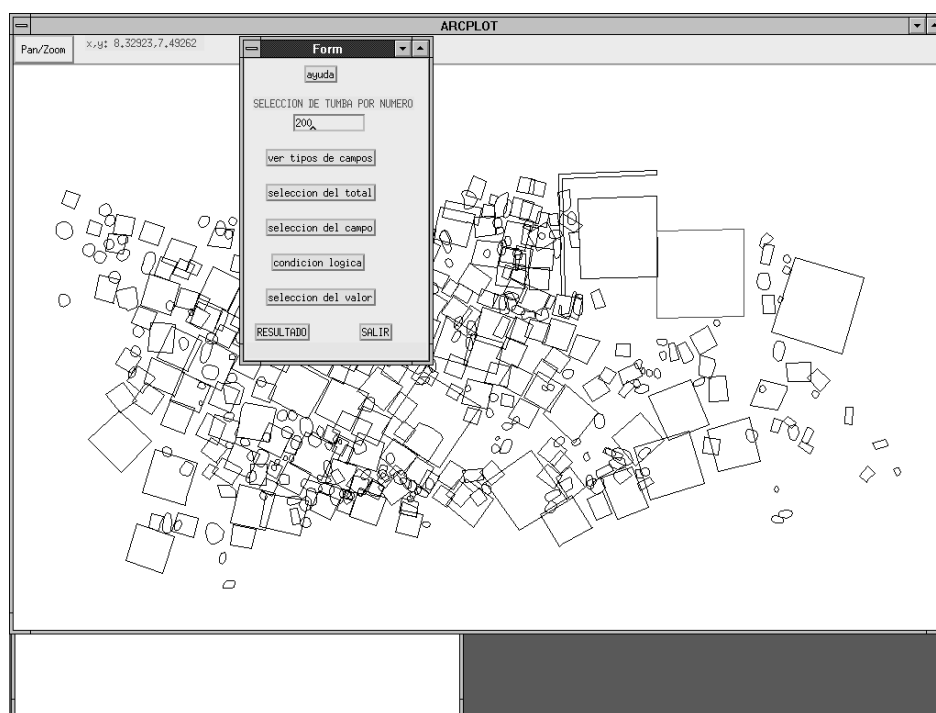 ARCPLOT
Pan/Zoom
x,y: 8.32923,7.49262
Form
ayuda
SELECCION DE TUMBA POR NUMERO
200
ver tipos de campos
seleccion del total
seleccion del campo
condicion logica
seleccion del valor
RESULTADO SALIR